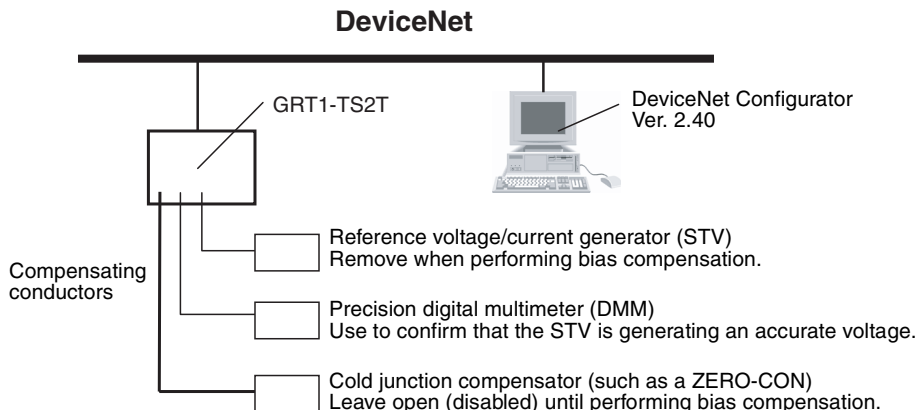 DeviceNet
GRT1-TS2T
DeviceNet Configurator
Ver. 2.40
Reference voltage/current generator (STV)
Remove when performing bias compensation.
Compensating
conductors
Precision digital multimeter (DMM)
Use to confirm that the STV is generating an accurate voltage.
Cold junction compensator (such as a ZERO-CON)
Leave open (disabled) until performing bias compensation.